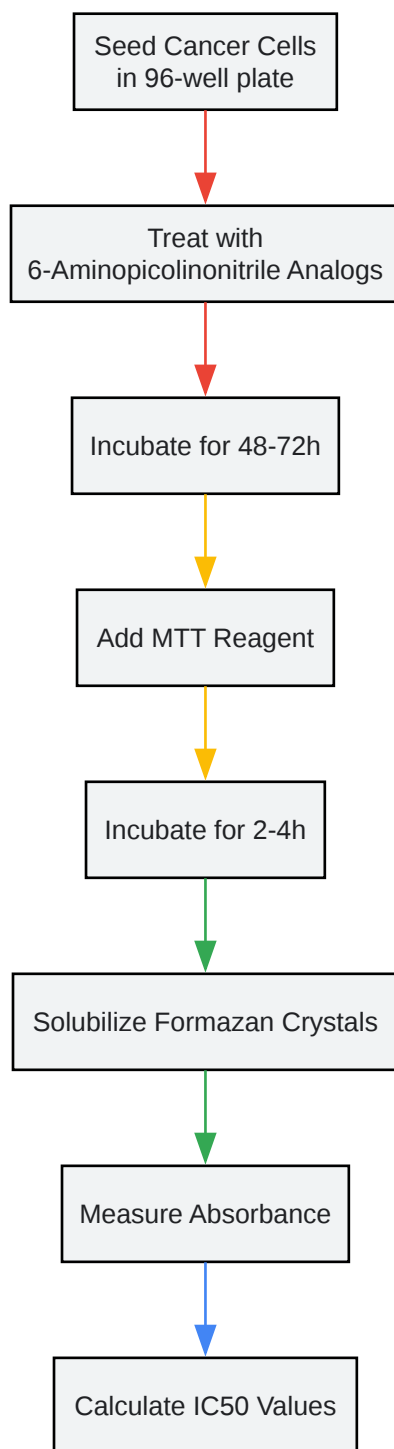 Seed Cancer Cells
in 96-well plate
Treat with
6-Aminopicolinonitrile Analogs
Incubate for 48-72h
Add MTT Reagent
Incubate for 2-4h
Solubilize Formazan Crystals
Measure Absorbance
Calculate IC50 Values